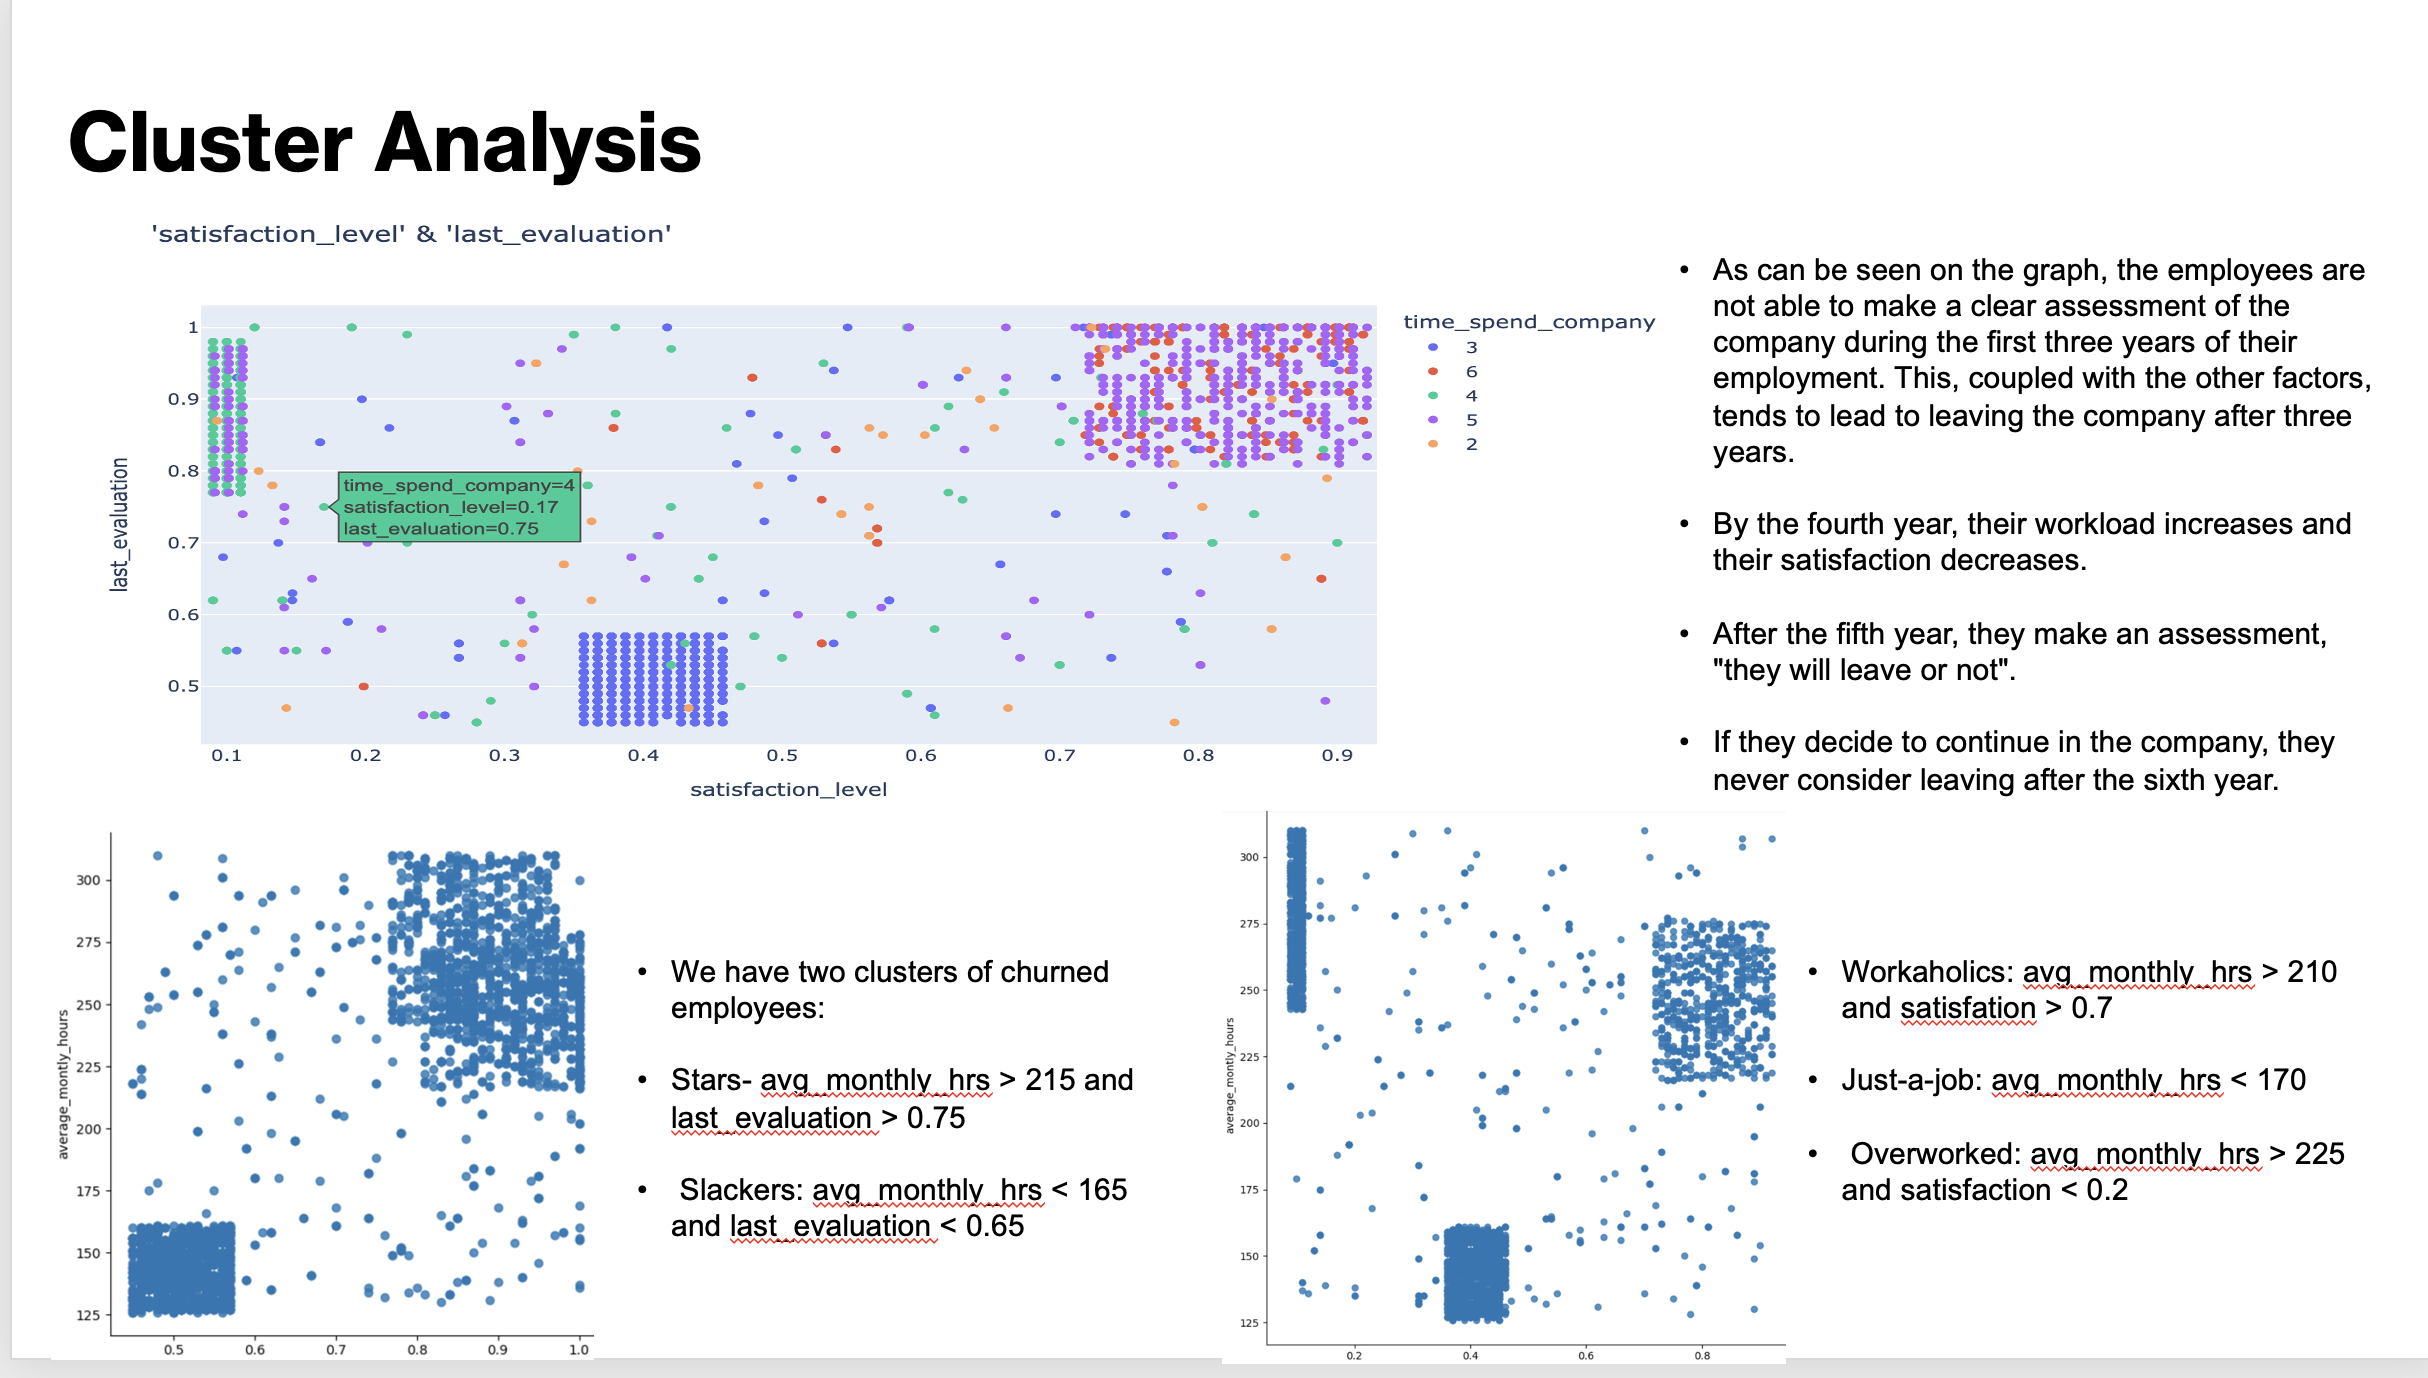 Cluster Analysis
'satisfaction_level' & 'last_evaluation'
last_evaluation
1
0.9
0.8
0.7
0.6
0.5
time_spend_company=4
satisfaction_level=0.17
last_evaluation=0.75
0.1 0.2 0.3 0.4 0.5 0.6 0.7 0.8 0.9
satisfaction_level
time_spend_company
3
6
4
5
2
• As can be seen on the graph, the employees are
not able to make a clear assessment of the
company during the first three years of their
employment. This, coupled with the other factors,
tends to lead to leaving the company after three
years.
• By the fourth year, their workload increases and
their satisfaction decreases.
• After the fifth year, they make an assessment,
"they will leave or not".
• If they decide to continue in the company, they
never consider leaving after the sixth year.
average_montly_hours
300
275
250
225
200
175
150
125
0.5 0.6 0.7 0.8 0.9 1.0
• We have two clusters of churned
employees:
• Stars- avg_monthly_hrs > 215 and
last_evaluation > 0.75
• Slackers: avg_monthly_hrs < 165
and last_evaluation < 0.65
average_montly_hours
300
275
250
225
200
175
150
125
0.2 0.4 0.6 0.8
• Workaholics: avg_monthly_hrs > 210
and satisfation > 0.7
• Just-a-job: avg_monthly_hrs < 170
• Overworked: avg_monthly_hrs > 225
and satisfaction < 0.2